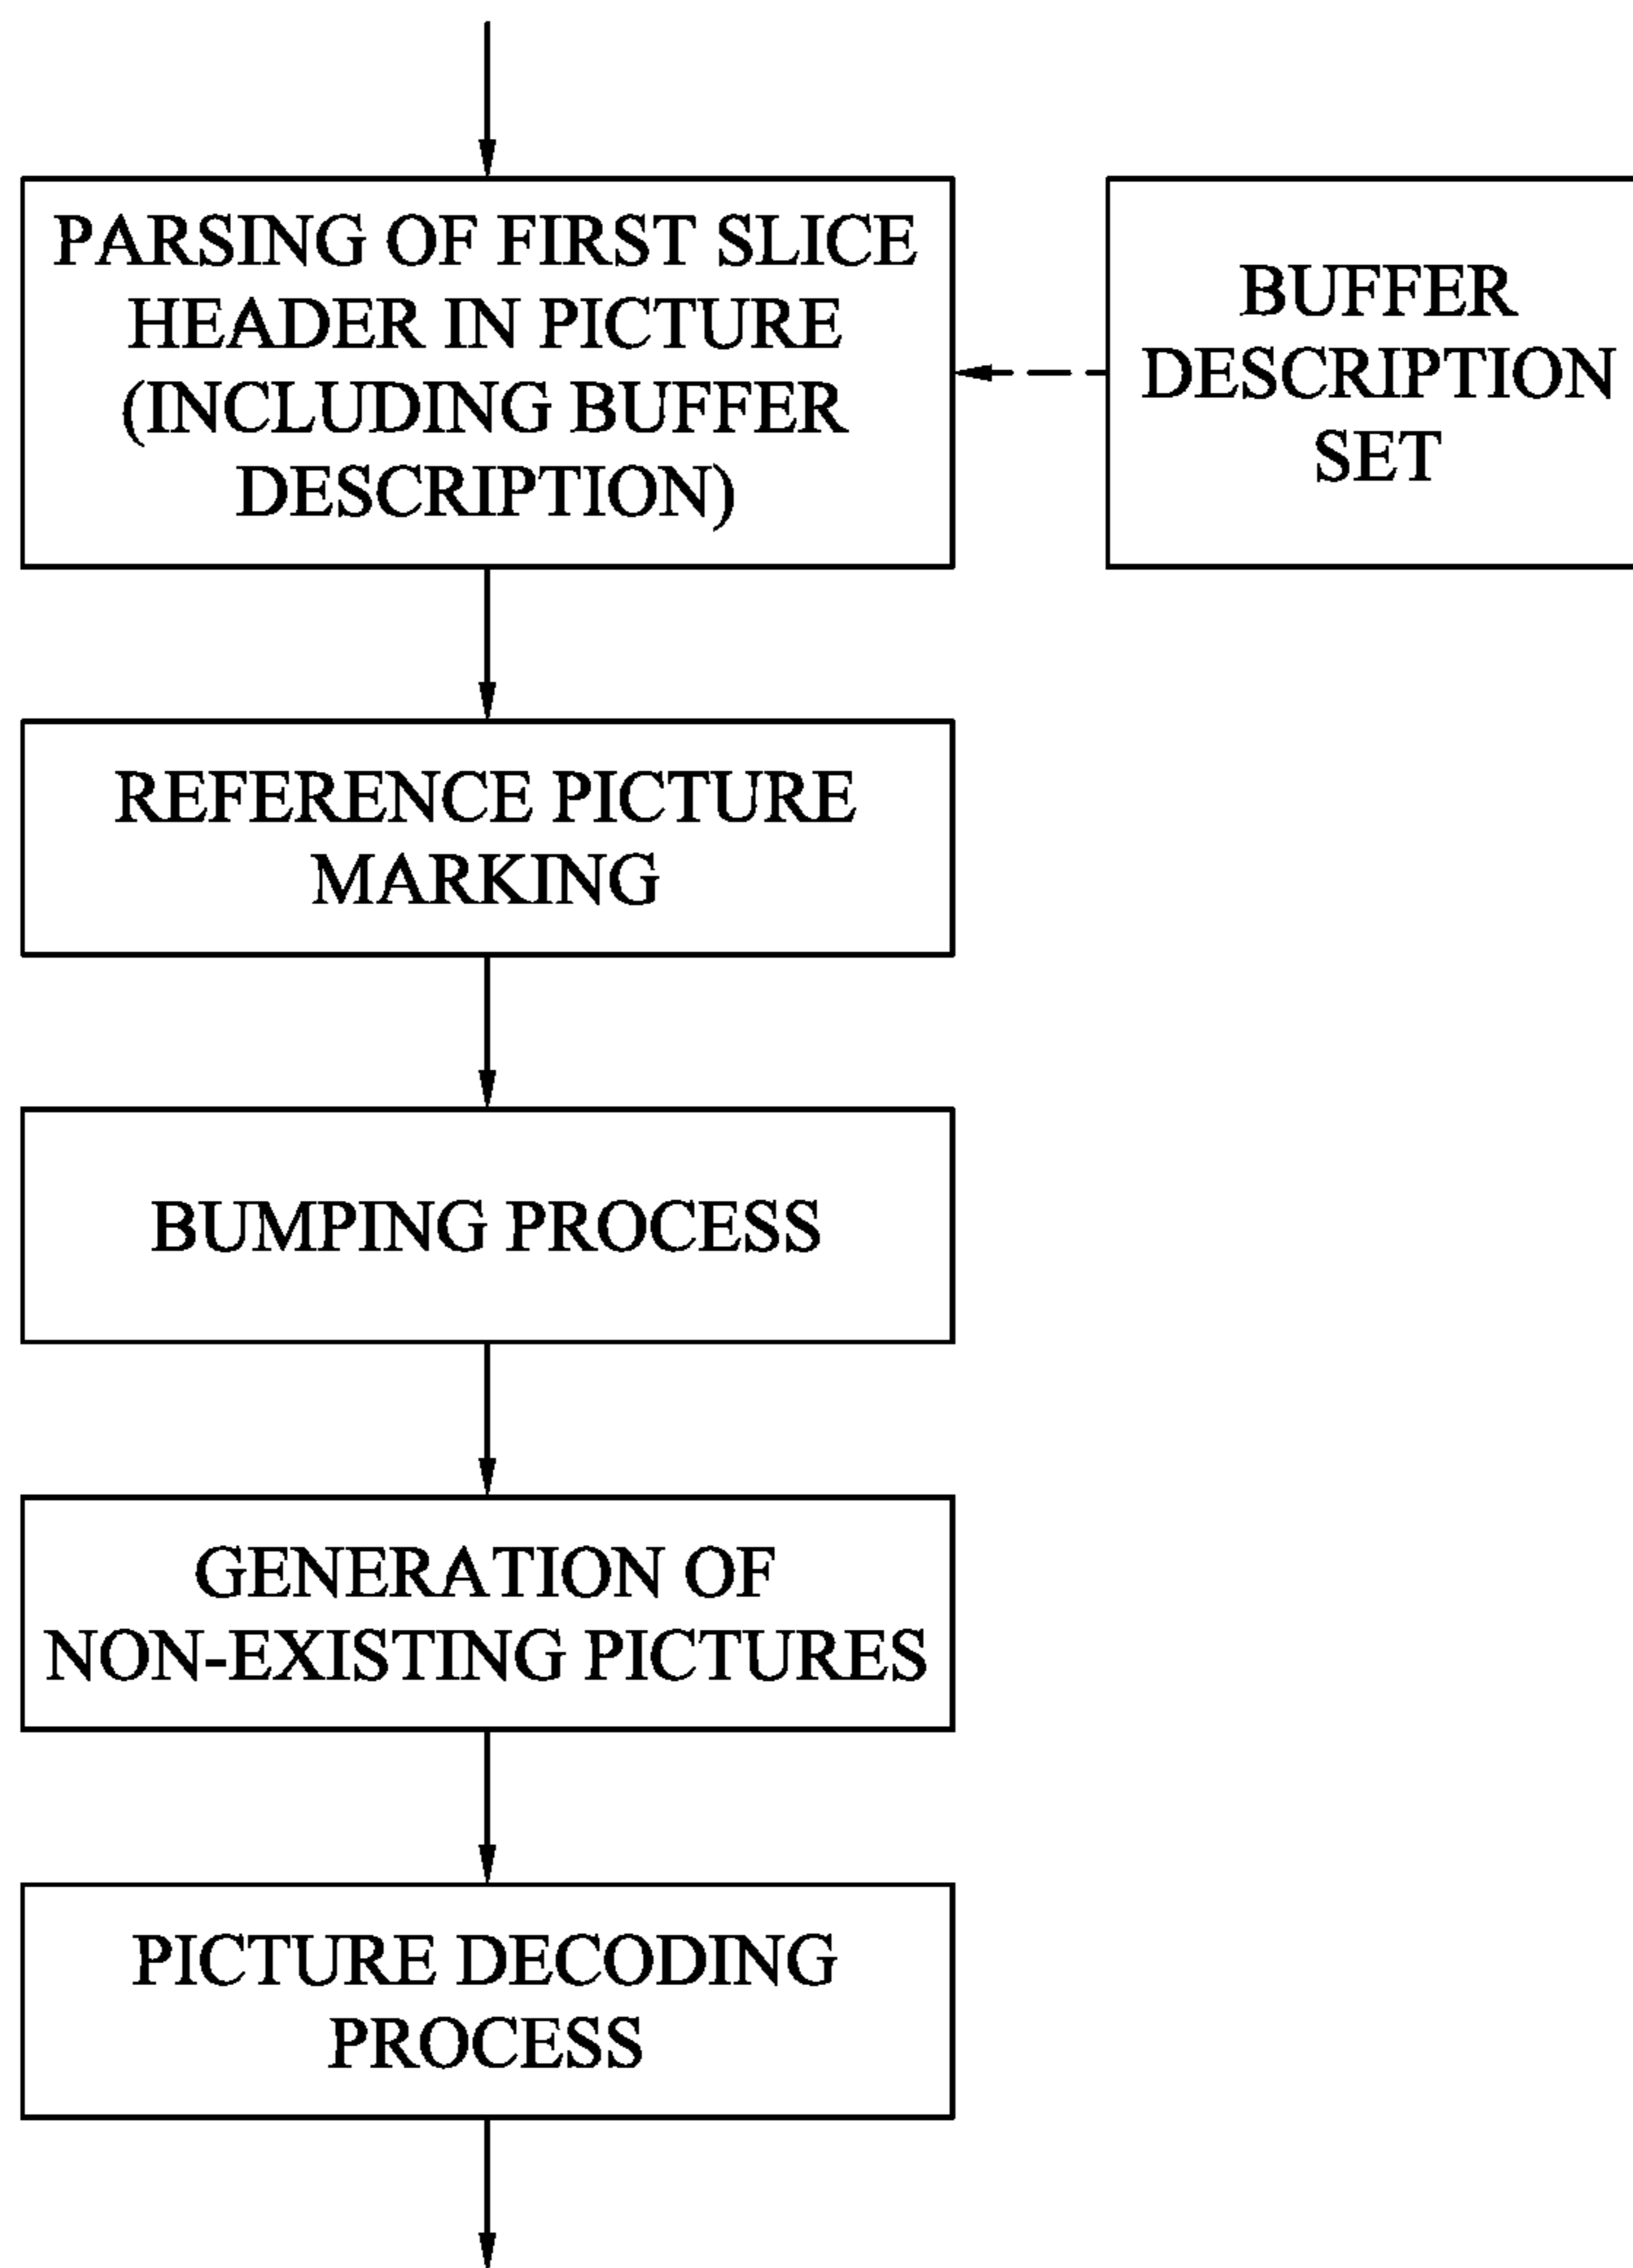 PARSING OF FIRST SLICE
HEADER IN PICTURE
(INCLUDING BUFFER
DESCRIPTION)
BUFFER
DESCRIPTION
SET
REFERENCE PICTURE
MARKING
BUMPING PROCESS
GENERATION OF
NON-EXISTING PICTURES
PICTURE DECODING
PROCESS